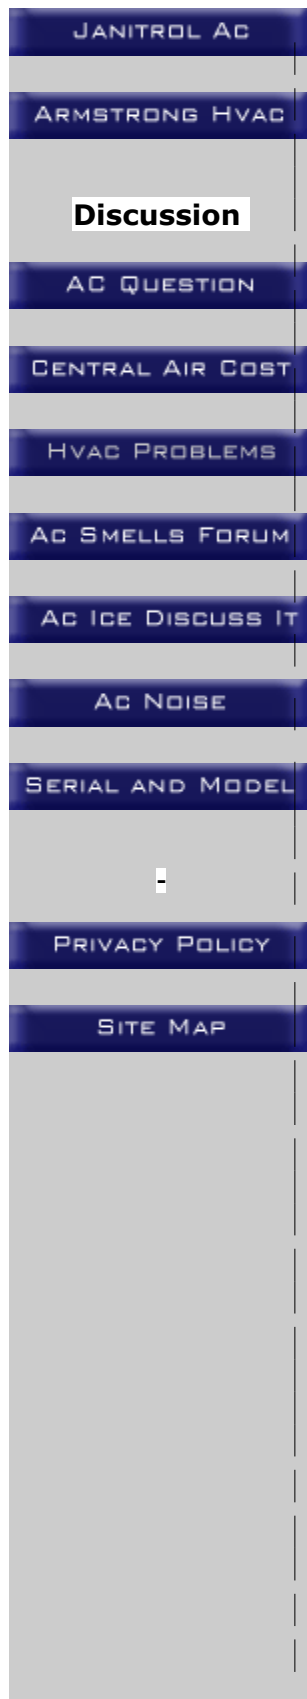 Janitrol Ac
Armstrong Hvac
Discussion
AC Question
Central Air Cost
Hvac Problems
Ac Smells Forum
Ac Ice Discuss It
Ac Noise
Serial and Model
-
Privacy Policy
Site Map